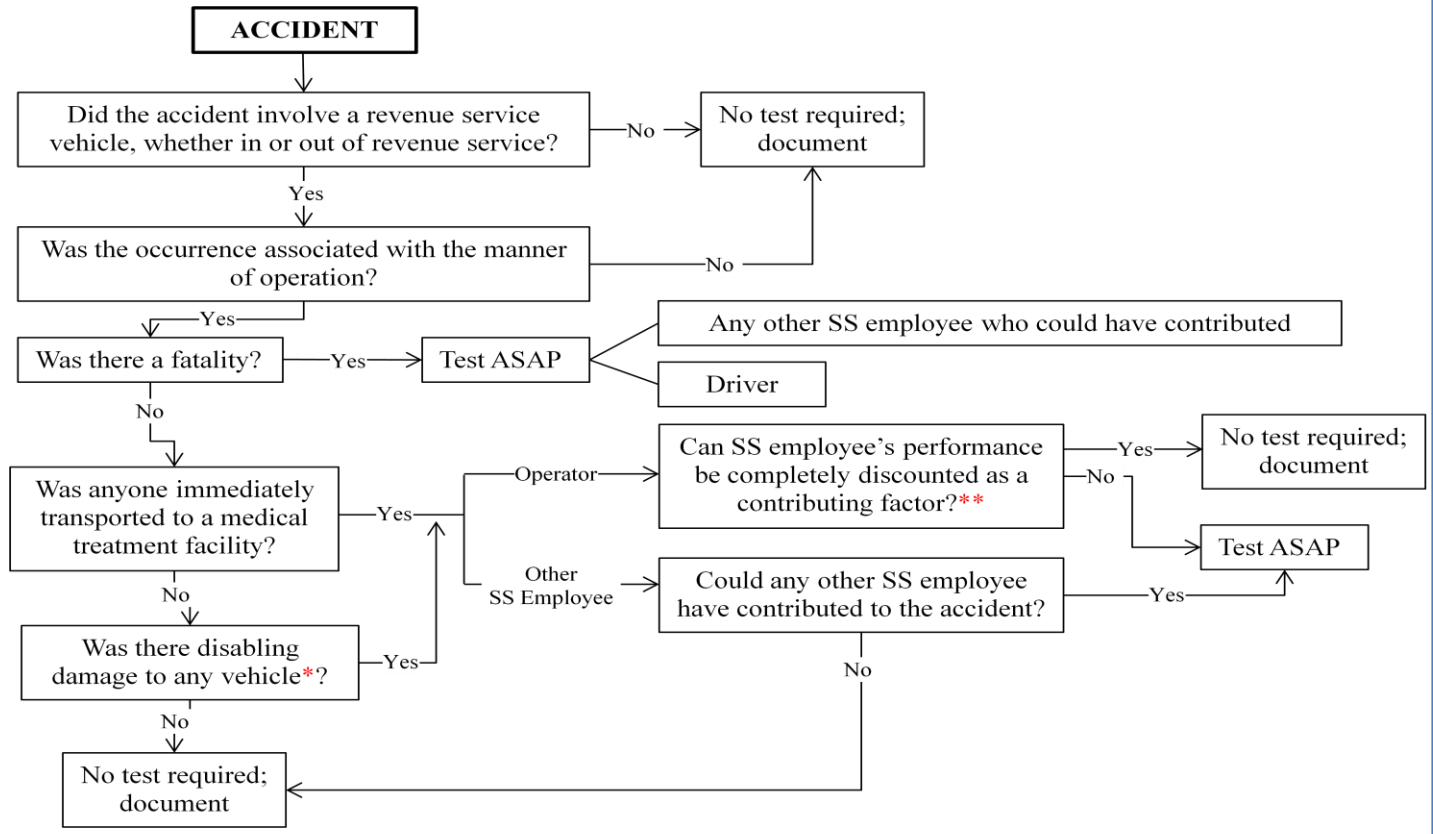 ACCIDENT
Did the accident involve a revenue service
vehicle, whether in or out of revenue service?
No
No test required;
document
Yes
Was the occurrence associated with the manner
of operation?
No
Yes
Was there a fatality?
Yes
Test ASAP
Any other SS employee who could have contributed
Driver
No
Was anyone immediately
transported to a medical
treatment facility?
Yes
Operator
Can SS employee's performance
be completely discounted as a
contributing factor?**
Yes
No test required;
document
No
Test ASAP
Other
SS Employee
Could any other SS employee
have contributed to the accident?
Yes
No
No
Was there disabling
damage to any vehicle*?
Yes
No
No test required;
document